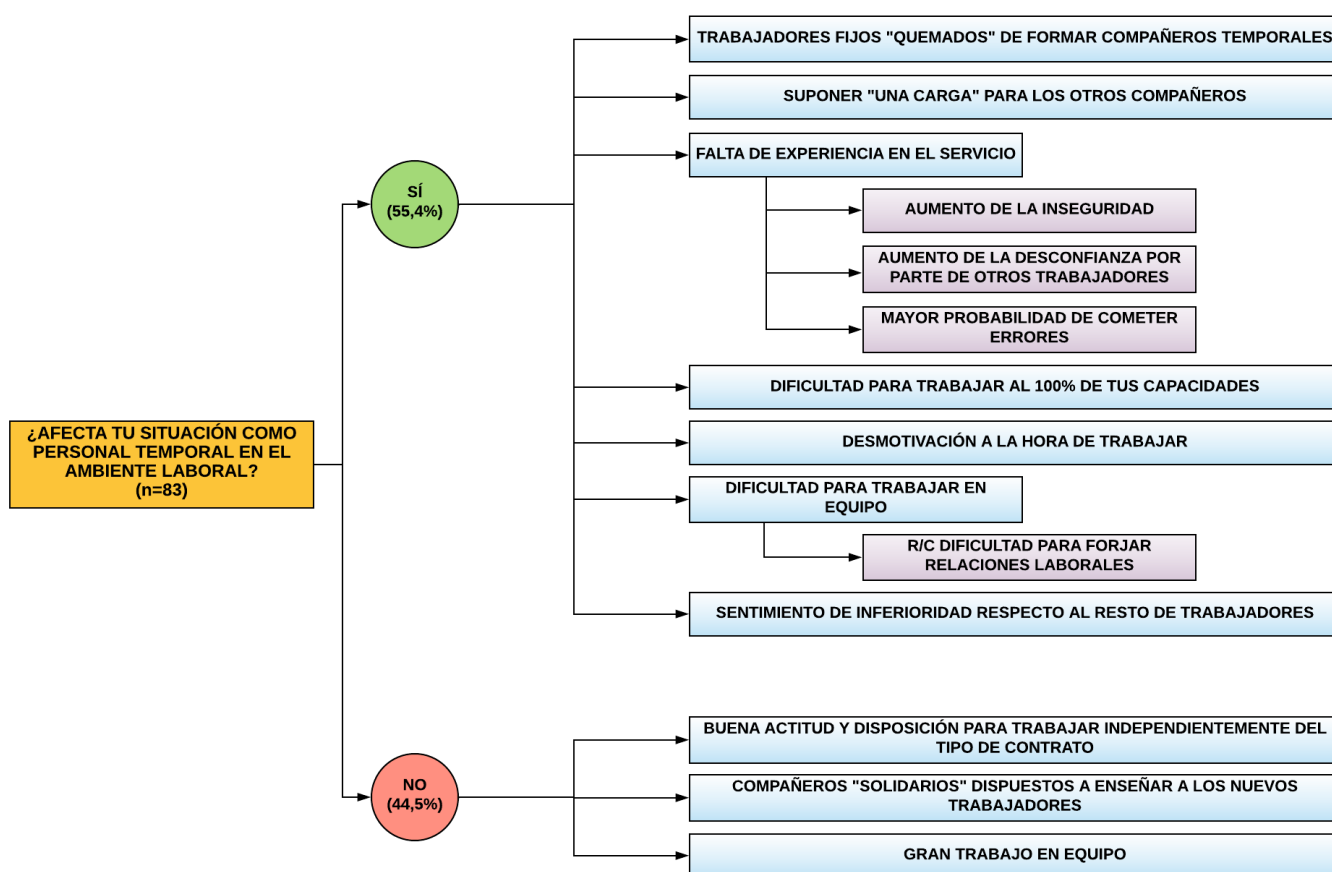 ¿AFECTA TU SITUACIÓN COMO
PERSONAL TEMPORAL EN EL
AMBIENTE LABORAL?
(n=83)
SÍ
(55,4%)
TRABAJADORES FIJOS "QUEMADOS" DE FORMAR COMPAÑEROS TEMPORALES
SUPONER "UNA CARGA" PARA LOS OTROS COMPAÑEROS
FALTA DE EXPERIENCIA EN EL SERVICIO
AUMENTO DE LA INSEGURIDAD
AUMENTO DE LA DESCONFIANZA POR
PARTE DE OTROS TRABAJADORES
MAYOR PROBABILIDAD DE COMETER
ERRORES
DIFICULTAD PARA TRABAJAR AL 100% DE TUS CAPACIDADES
DESMOTIVACIÓN A LA HORA DE TRABAJAR
DIFICULTAD PARA TRABAJAR EN
EQUIPO
R/C DIFICULTAD PARA FORJAR
RELACIONES LABORALES
SENTIMIENTO DE INFERIORIDAD RESPECTO AL RESTO DE TRABAJADORES
NO
(44,5%)
BUENA ACTITUD Y DISPOSICIÓN PARA TRABAJAR INDEPENDIENTEMENTE DEL
TIPO DE CONTRATO
COMPAÑEROS "SOLIDARIOS" DISPUESTOS A ENSEÑAR A LOS NUEVOS
TRABAJADORES
GRAN TRABAJO EN EQUIPO